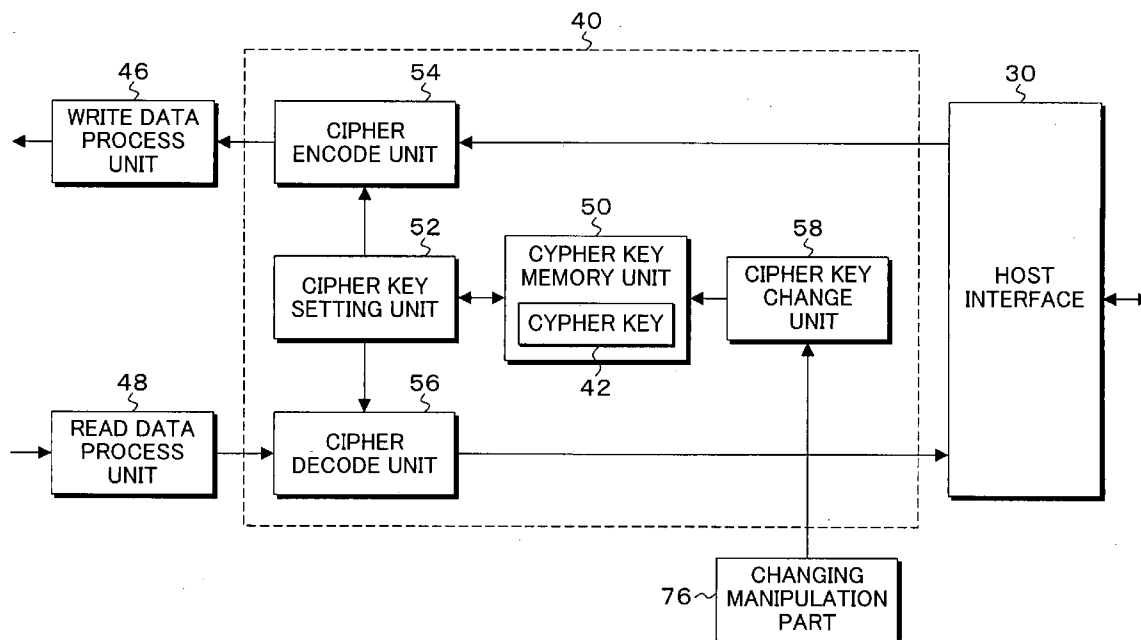 40
46
54
30
WRITE DATA
PROCESS
UNIT
CIPHER
ENCODE UNIT
50
52
58
CIPHER KEY
SETTING UNIT
CYPHER KEY
MEMORY UNIT
CYPHER KEY
42
CIPHER KEY
CHANGE
UNIT
HOST
INTERFACE
48
56
READ DATA
PROCESS
UNIT
CIPHER
DECODE UNIT
76
CHANGING
MANIPULATION
PART